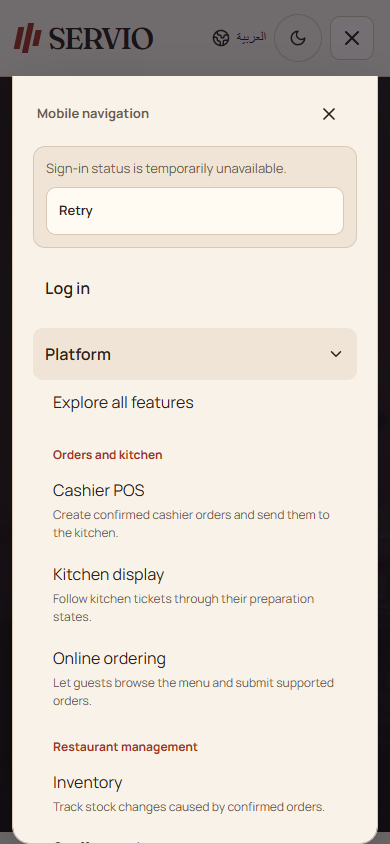 SERVIO
العربية
Mobile navigation
Sign-in status is temporarily unavailable.
Retry
Log in
Platform
Explore all features
Orders and kitchen
Cashier POS
Create confirmed cashier orders and send them to
the kitchen.
Kitchen display
Follow kitchen tickets through their preparation
states.
Online ordering
Let guests browse the menu and submit supported
orders.
Restaurant management
Inventory
Track stock changes caused by confirmed orders.